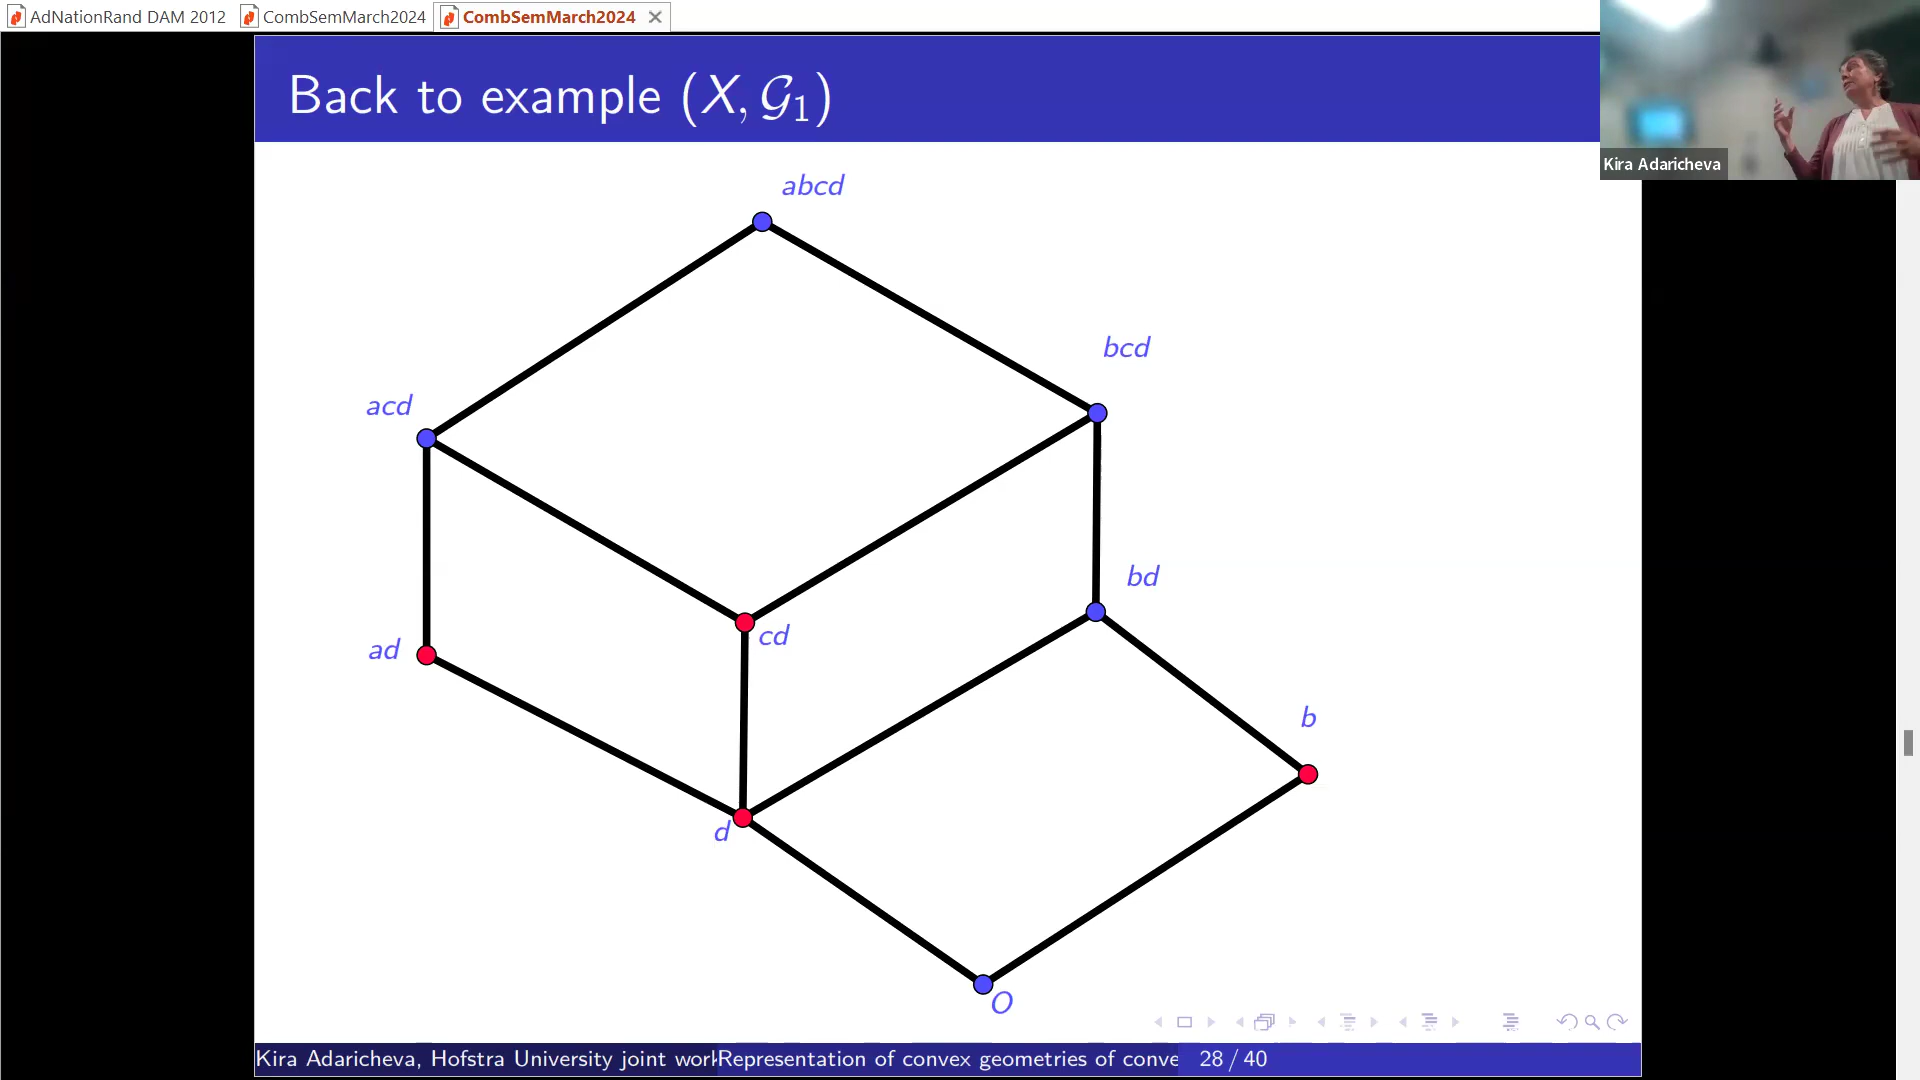 AdNationRand DAM 2012 CombSemMarch2024 CombSemMarch2024
Back to example (X, 𝒢₁)
Kira Adaricheva
abcd
bcd
acd
bd
cd
ad
b
d
O
Kira Adaricheva, Hofstra University joint work Representation of convex geometries of conve 28 / 40